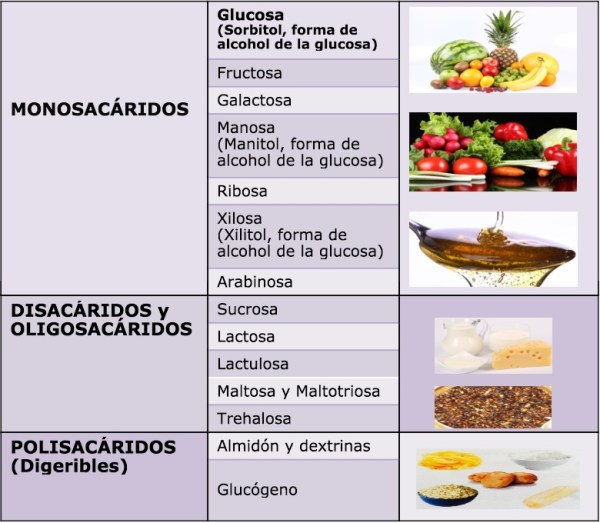 MONOSACÁRIDOS
Glucosa
(Sorbitol, forma de
alcohol de la glucosa)
Fructosa
Galactosa
Manosa
(Manitol, forma de
alcohol de la glucosa)
Ribosa
Xilosa
(Xilitol, forma de
alcohol de la glucosa)
Arabinosa
DISACÁRIDOS y
OLIGOSACÁRIDOS
Sucrosa
Lactosa
Lactulosa
Maltosa y Maltotriosa
Trehalosa
POLISACÁRIDOS
(Digeribles)
Almidón y dextrinas
Glucógeno